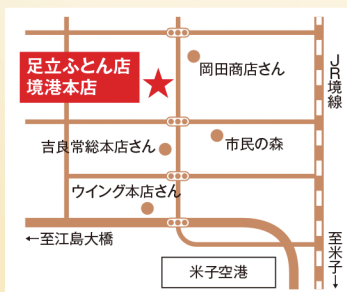 足立ふとん店
境港本店
岡田商店さん
JR境線
吉良常総本店さん
市民の森
ウイング本店さん
←至江島大橋
至米子→
米子空港